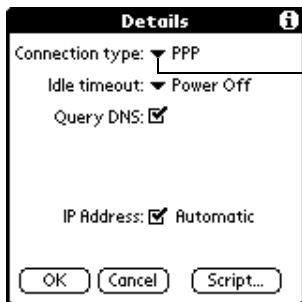 Details
Connection type: PPP
Idle timeout: Power Off
Query DNS:
IP Address: Automatic
OK Cancel Script...